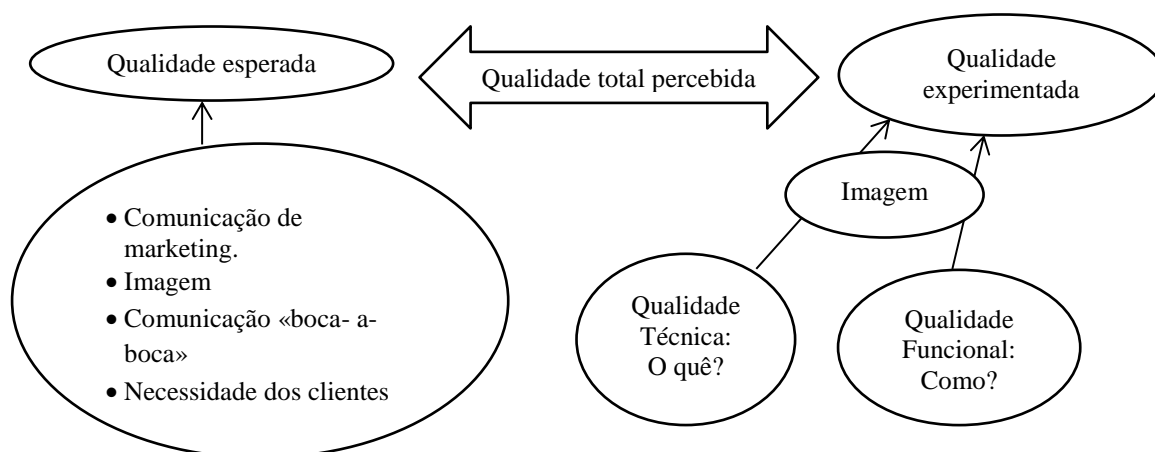 Qualidade esperada
Qualidade total percebida
Qualidade
experimentada
Imagem
• Comunicação de
marketing.
• Imagem
• Comunicação «boca- a-
boca»
• Necessidade dos clientes
Qualidade
Técnica:
O quê?
Qualidade
Funcional:
Como?